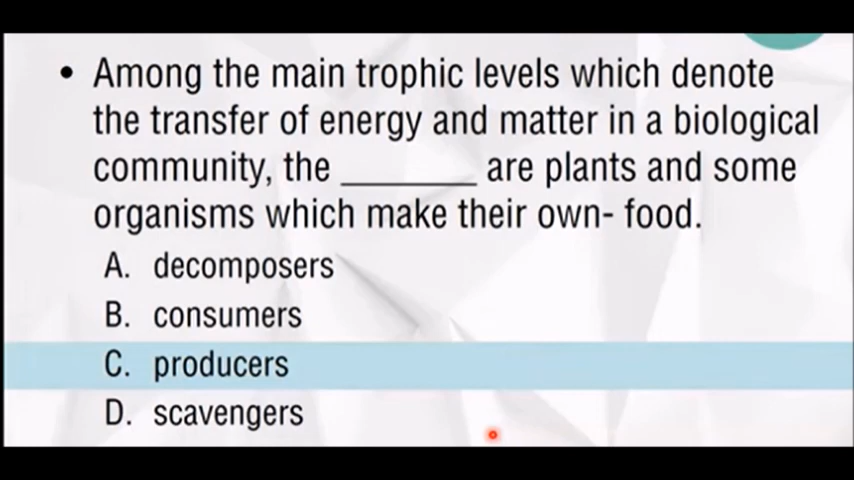 • Among the main trophic levels which denote
the transfer of energy and matter in a biological
community, the ________ are plants and some
organisms which make their own- food.
A. decomposers
B. consumers
C. producers
D. scavengers